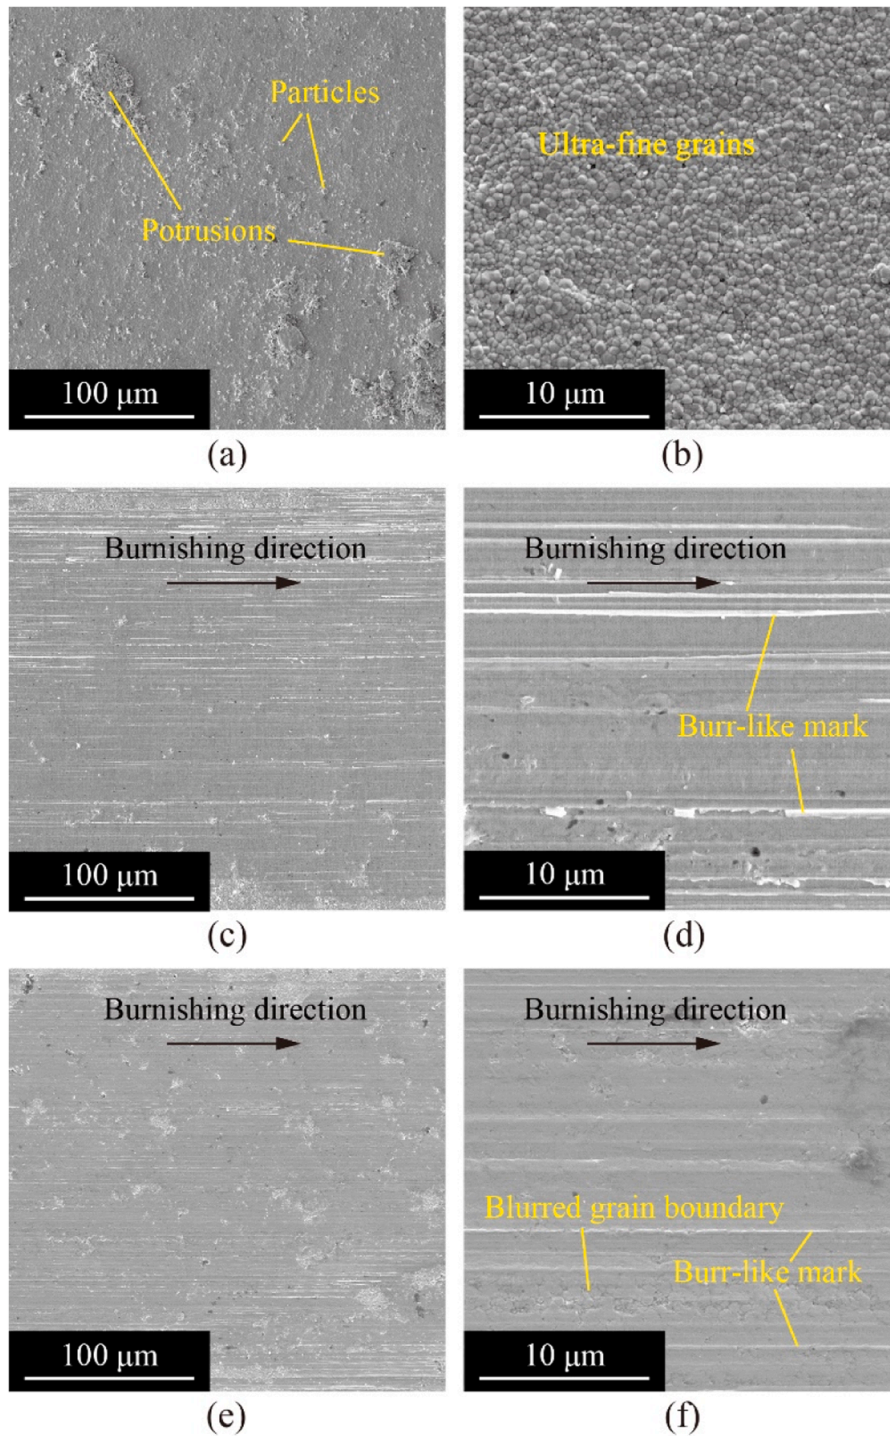 Particles
Potrusions
100 μm
(a)
Ultra-fine grains
10 μm
(b)
Burnishing direction
100 μm
(c)
Burnishing direction
Burr-like mark
10 μm
(d)
Burnishing direction
100 μm
(e)
Burnishing direction
Blurred grain boundary
Burr-like mark
10 μm
(f)